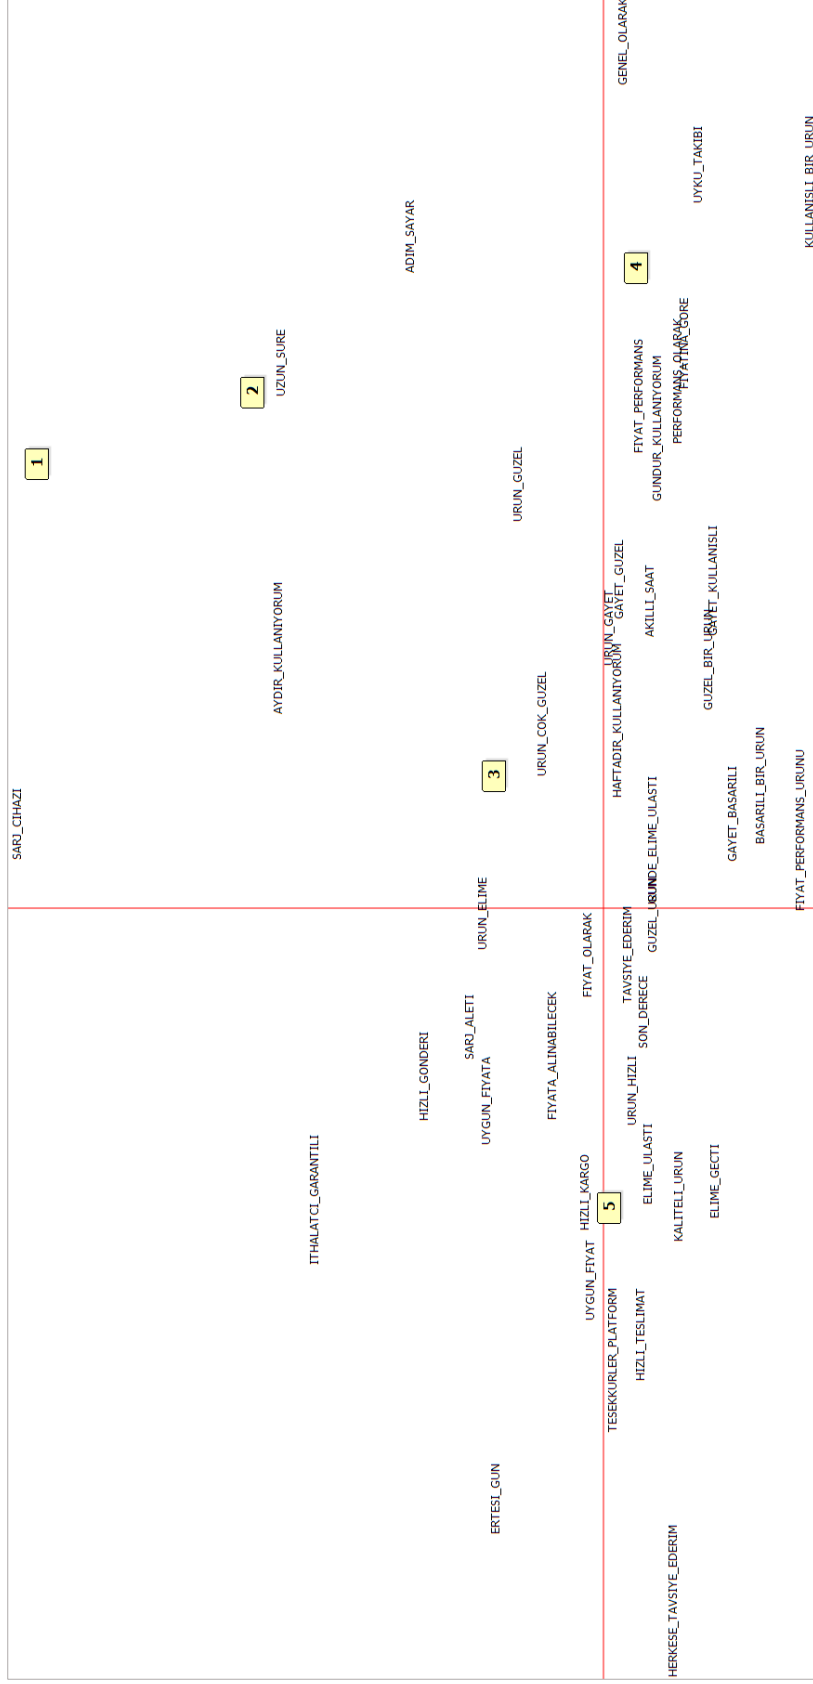 SARJ_CIHAZI
1
2
UZUN_SURE
AYDIR_KULLANIYORUM
ITHALATCI_GARANTILI
ADIM_SAYAR
HIZLI_GONDERI
SARJ_ALETI
URUN_ELIME
UYGUN_FIYATA
3
ERTESI_GUN
URUN_GUZEL
URUN_COK_GUZEL
FIYATA_ALINABILECEK
FIYAT_OLARAK
HIZLI_KARGO
UYGUN_FIYAT
5
URUN_GAYET
TESEKKURLER_PLATFORM
HAFTADIR_KULLANIYORUM
GAYET_GUZEL
GENEL_OLARAK
TAVSIYE_EDERIM
URUN_HIZLI
4
FIYAT_PERFORMANS
HIZLI_TESLIMAT
SON_DERECE
ELIME_ULASTI
AKILLI_SAAT
GUNDE_ELIME_ULASTI
GUZEL_URUN
GUNDUR_KULLANIYORUM
HERKESE_TAVSIYE_EDERIM
PERFORMANS_OLARAK
KALITELI_URUN
FIYATINA_GORE
UYKU_TAKIBI
GUZEL_BIR_URUN
GAYET_KULLANISLI
ELIME_GECTI
GAYET_BASARILI
BASARILI_BIR_URUN
FIYAT_PERFORMANS_URUNU
KULLANISLI_BIR_URUN